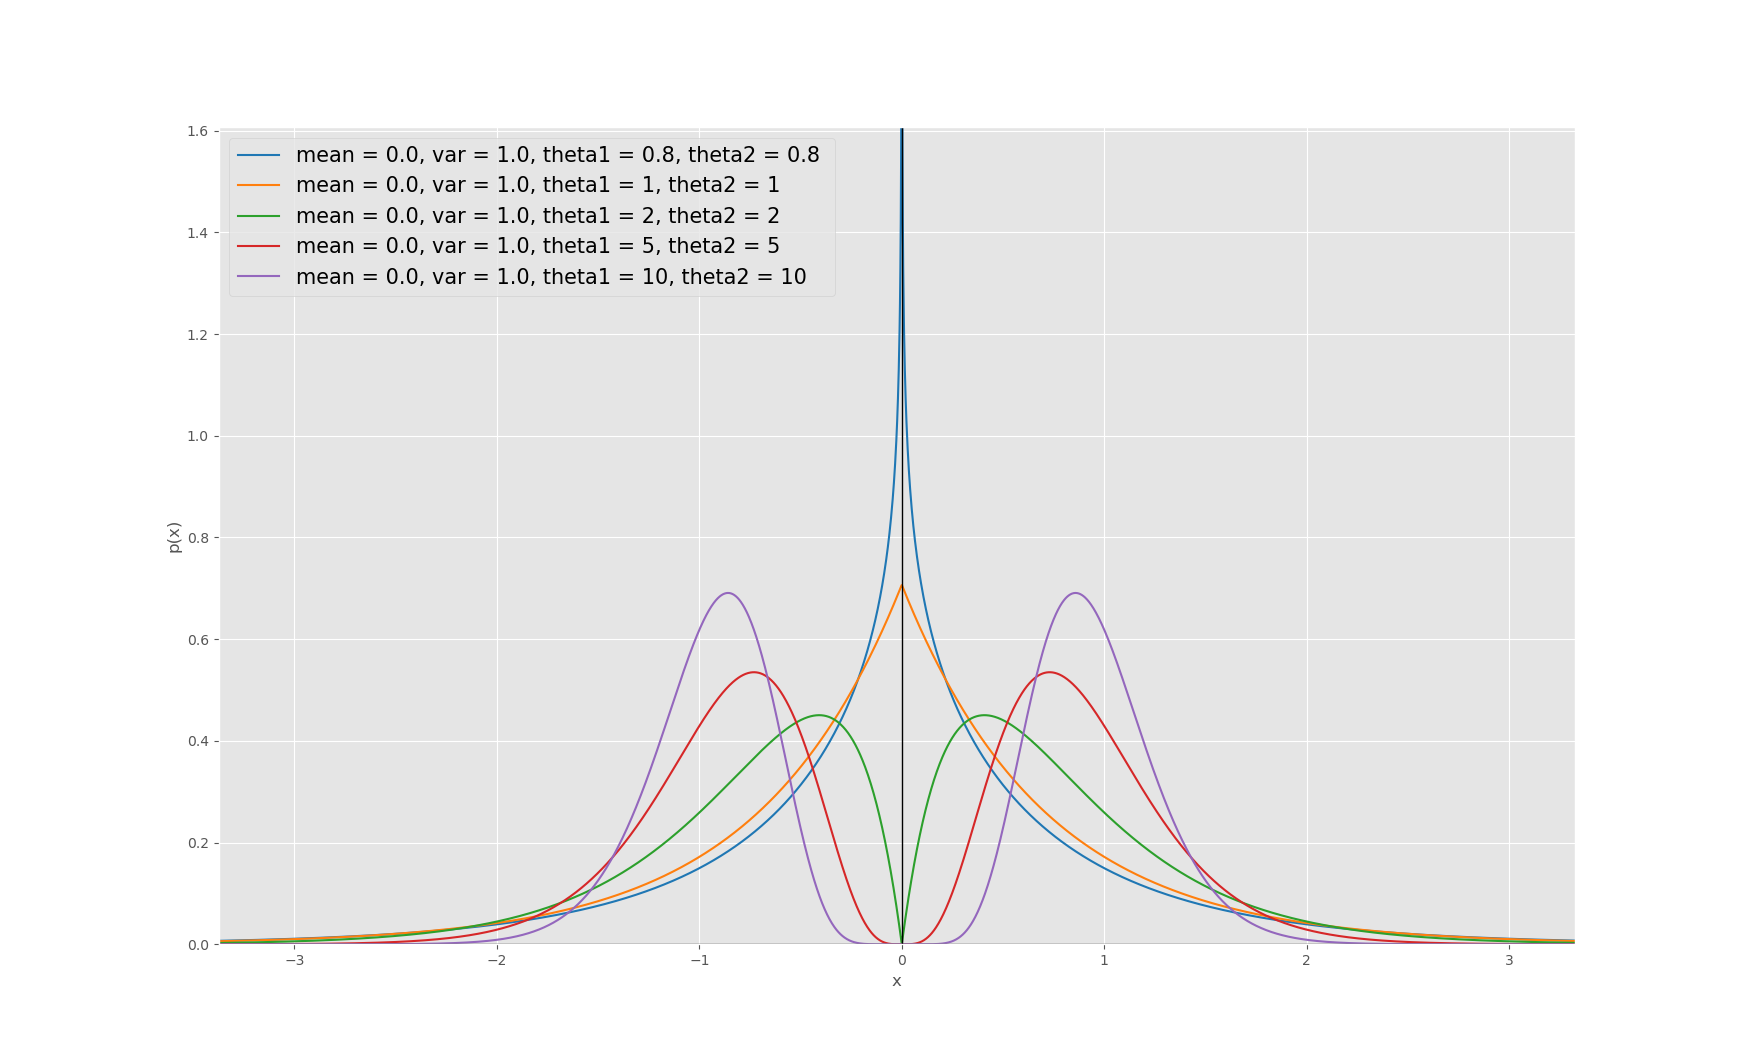 1.6
1.4
1.2
1.0
0.8
0.6
0.4
0.2
0.0
p(x)
mean = 0.0, var = 1.0, theta1 = 0.8, theta2 = 0.8
mean = 0.0, var = 1.0, theta1 = 1, theta2 = 1
mean = 0.0, var = 1.0, theta1 = 2, theta2 = 2
mean = 0.0, var = 1.0, theta1 = 5, theta2 = 5
mean = 0.0, var = 1.0, theta1 = 10, theta2 = 10
−3 −2 −1 0 1 2 3
x